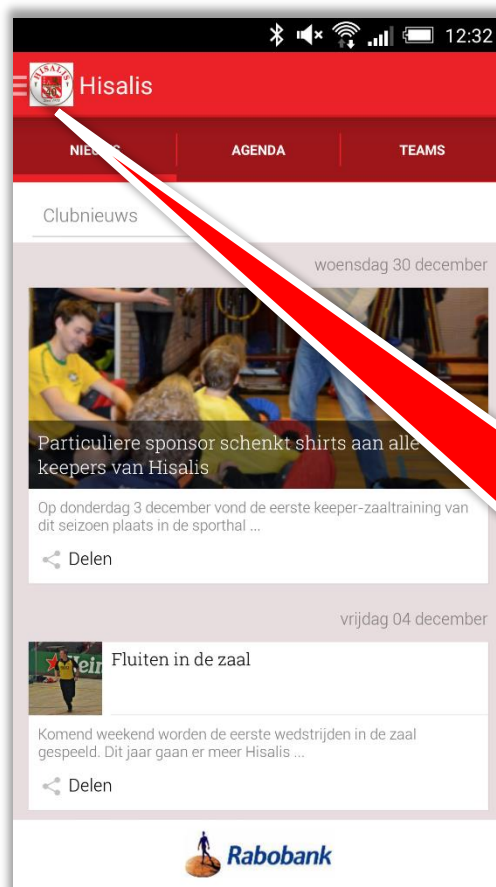 12:32
HISALIS
Hisalis
NIEUWS
AGENDA
TEAMS
Clubnieuws
woensdag 30 december
Particuliere sponsor schenkt shirts aan alle
keepers van Hisalis
Op donderdag 3 december vond de eerste keeper-zaaltraining van
dit seizoen plaats in de sporthal ...
Delen
vrijdag 04 december
Fluiten in de zaal
Komend weekend worden de eerste wedstrijden in de zaal
gespeeld. Dit jaar gaan er meer Hisalis ...
Delen
Rabobank